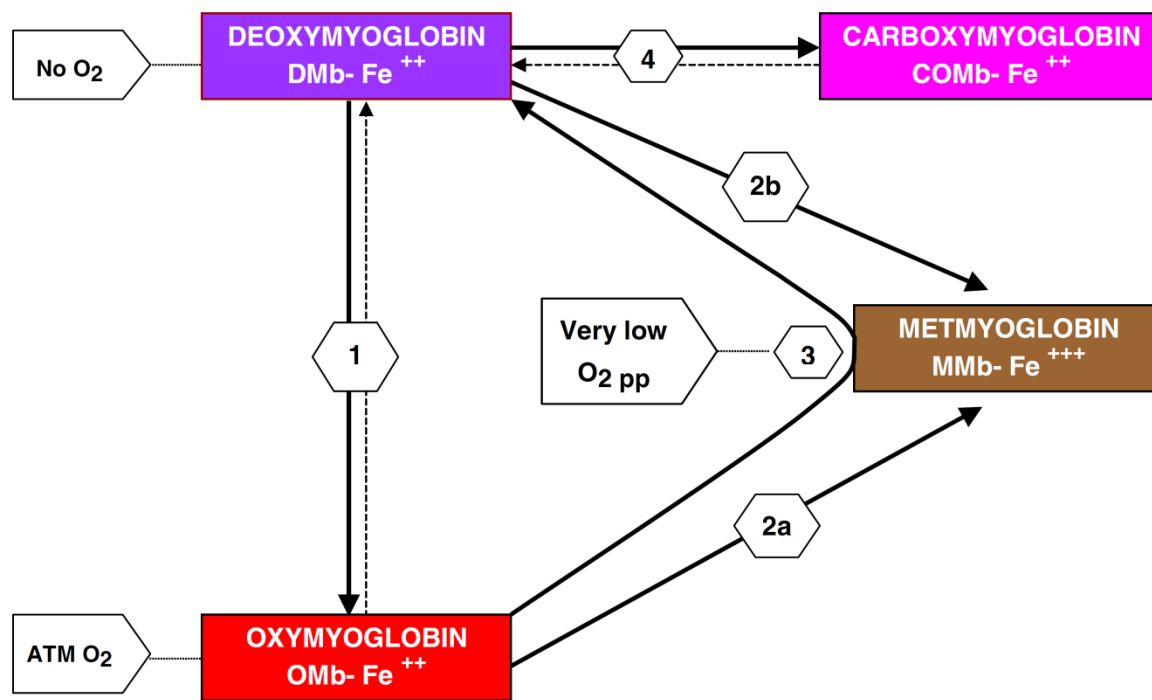 No O2
DEOXYMYOGLOBIN
DMb- Fe ++
4
CARBOXYMYOGLOBIN
COMb- Fe ++
2b
1
Very low
O2 pp
3
METMYOGLOBIN
MMb- Fe +++
2a
ATM O2
OXYMYOGLOBIN
OMb- Fe ++